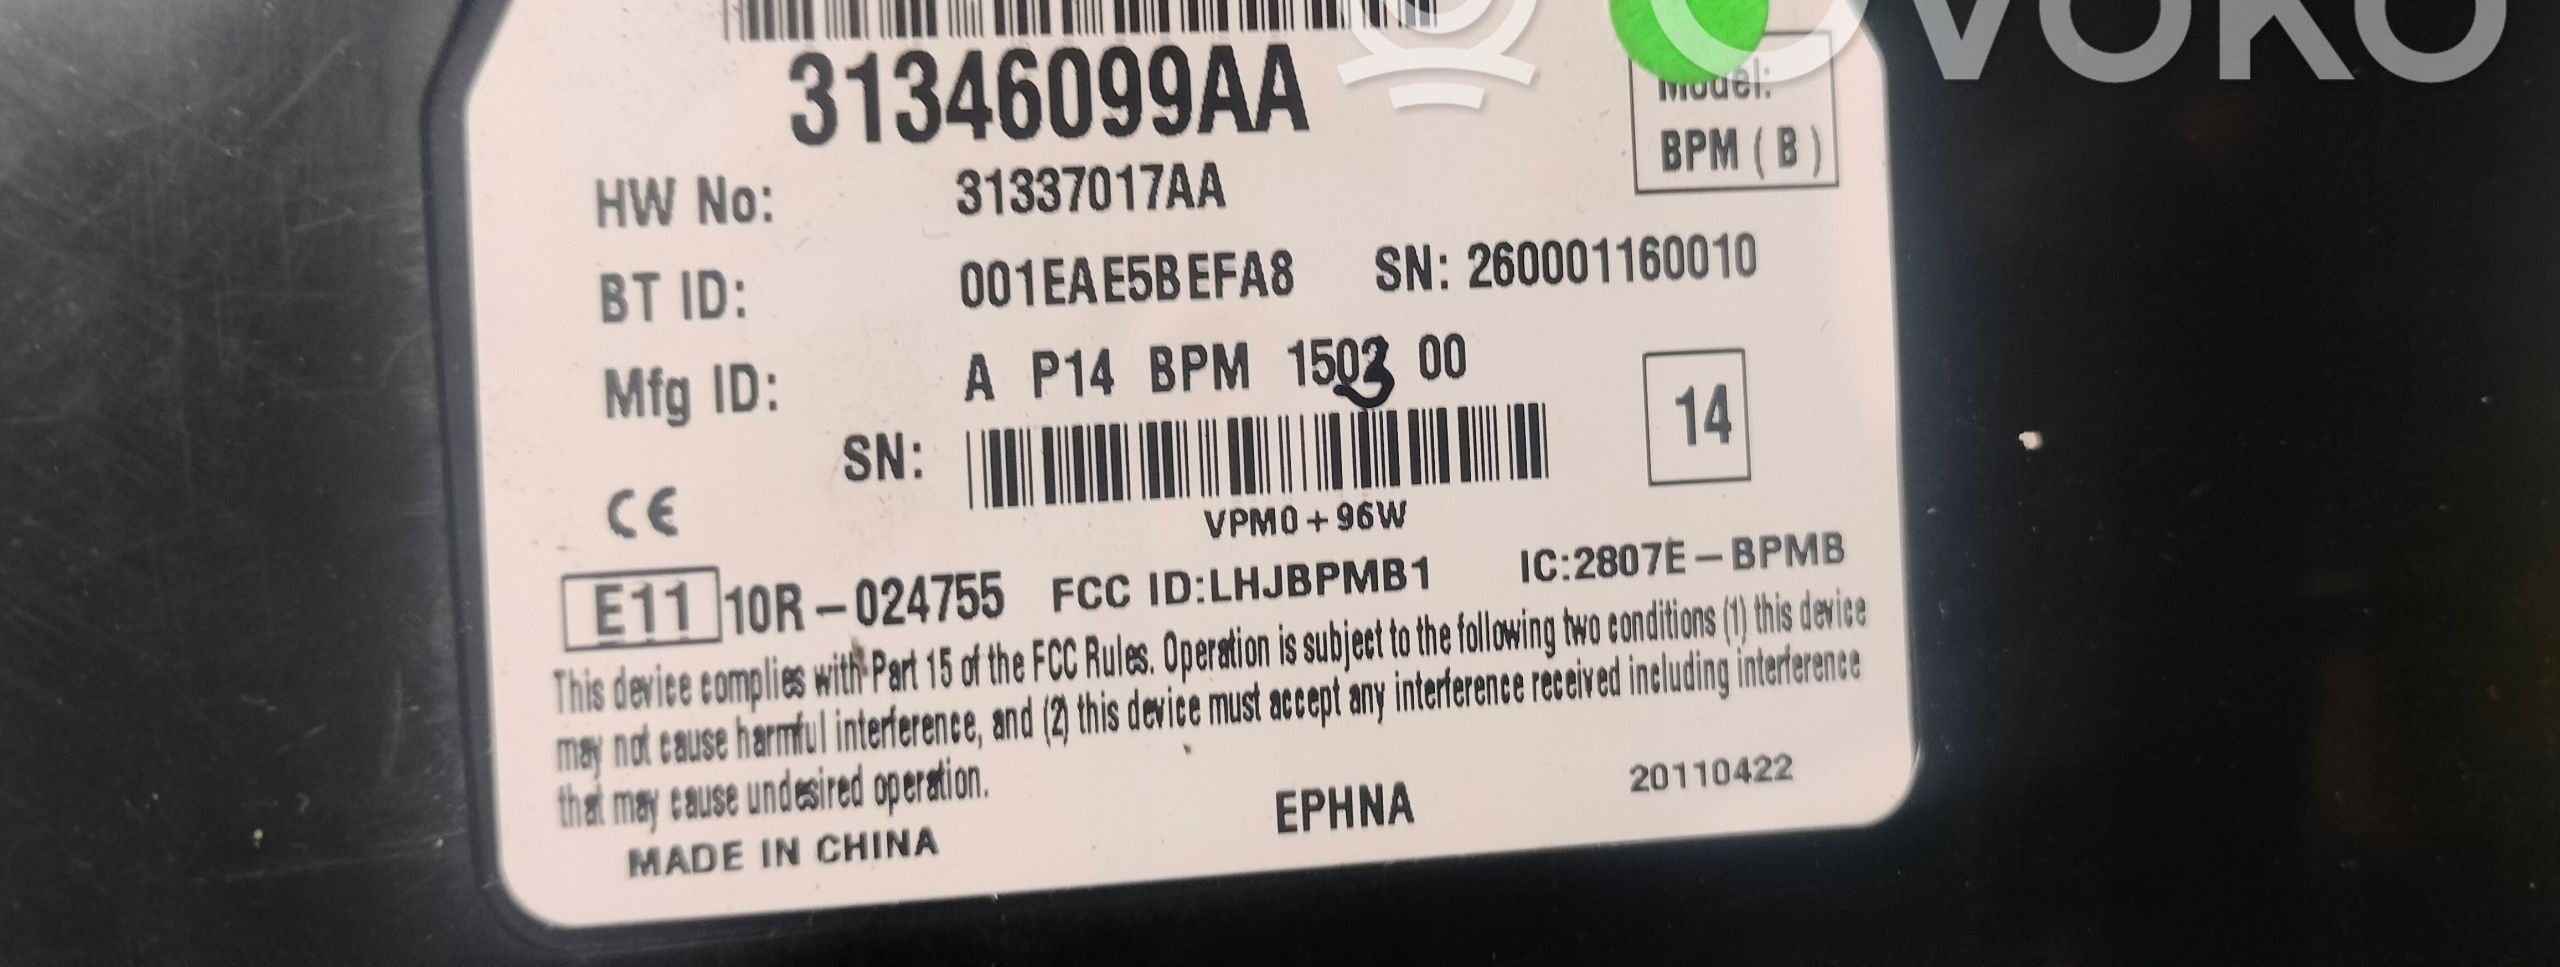 OVOKO
31346099AA
Model:
BPM ( B )
HW No: 31337017AA
BT ID: 001EAE5BEFA8 SN: 260001160010
Mfg ID: A P14 BPM 1503 00
SN:
14
VPM0+96W
CE
E11 10R-024755 FCC ID:LHJBPMB1 IC:2807E-BPMB
This device complies with Part 15 of the FCC Rules. Operation is subject to the following two conditions (1) this device
may not cause harmful interference, and (2) this device must accept any interference received including interference
that may cause undesired operation.
MADE IN CHINA EPHNA 20110422